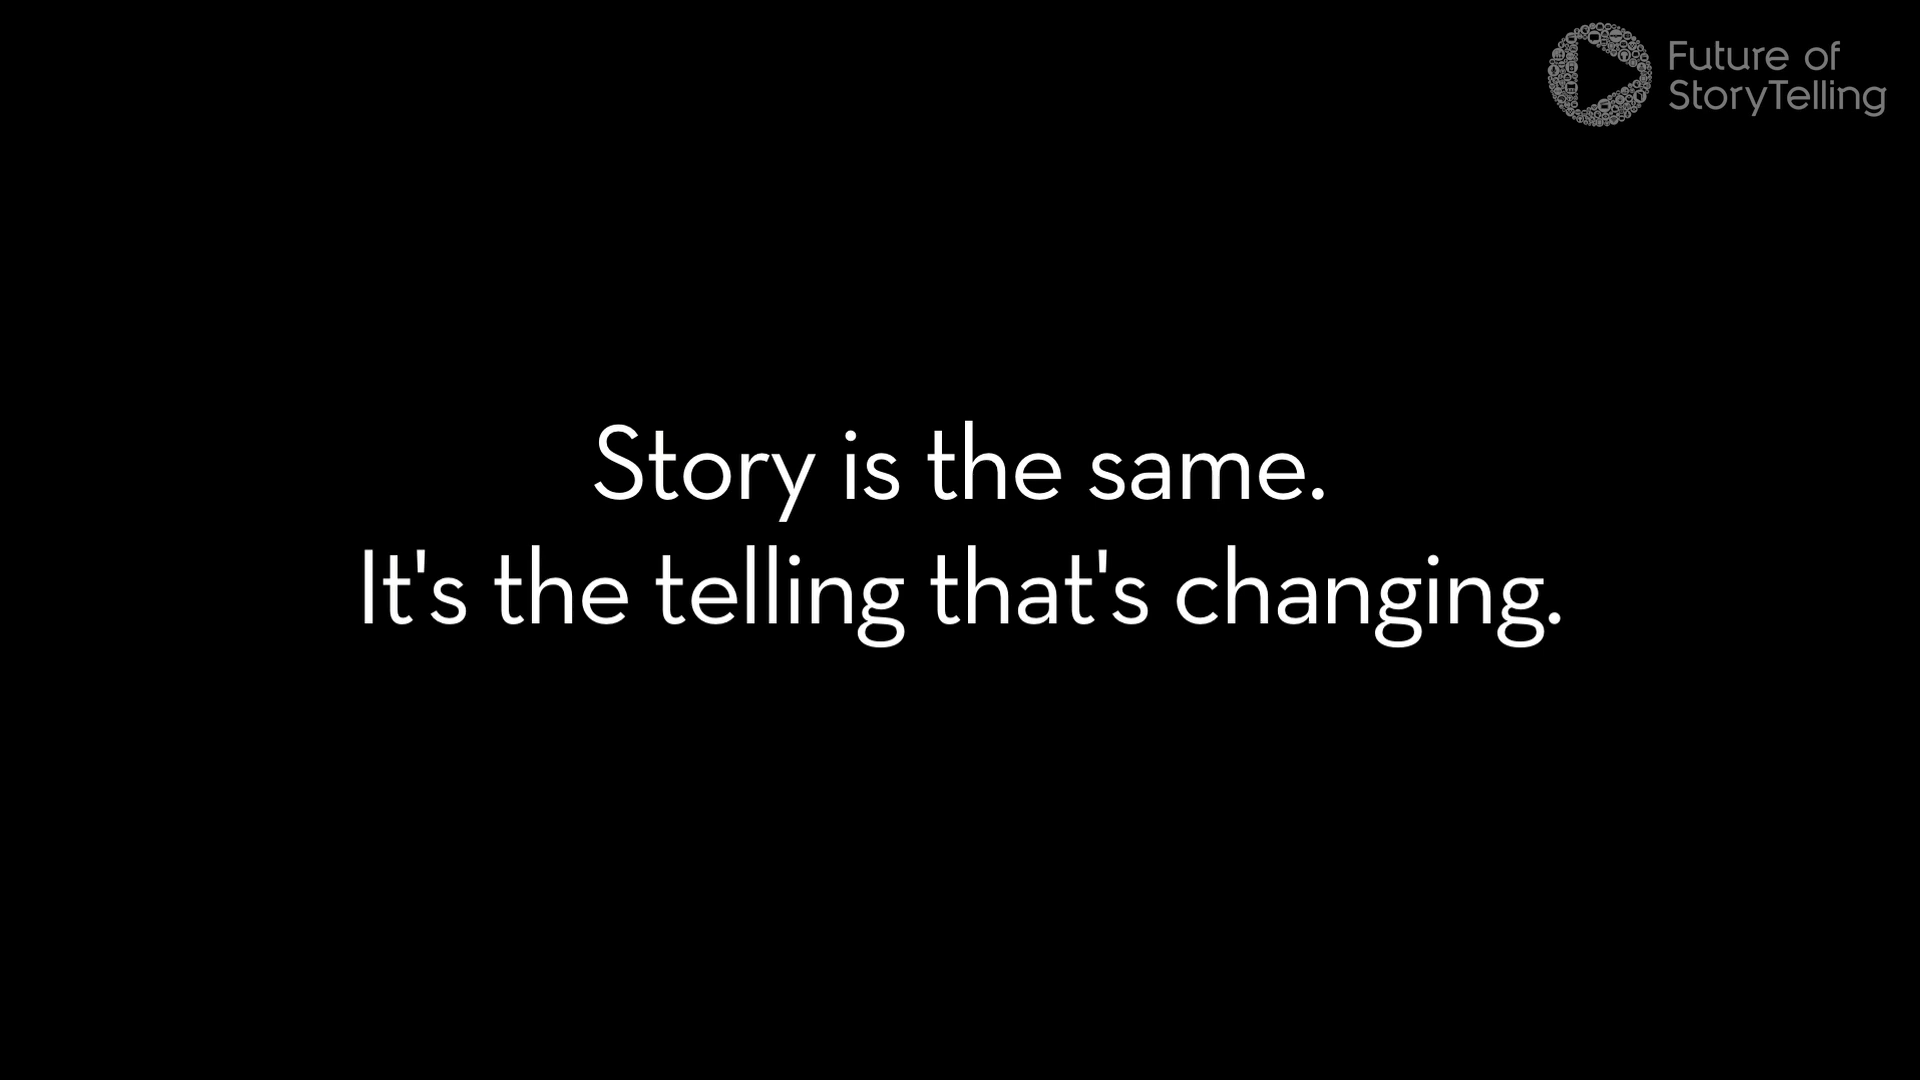 Future of
StoryTelling
Story is the same.
It's the telling that's changing.